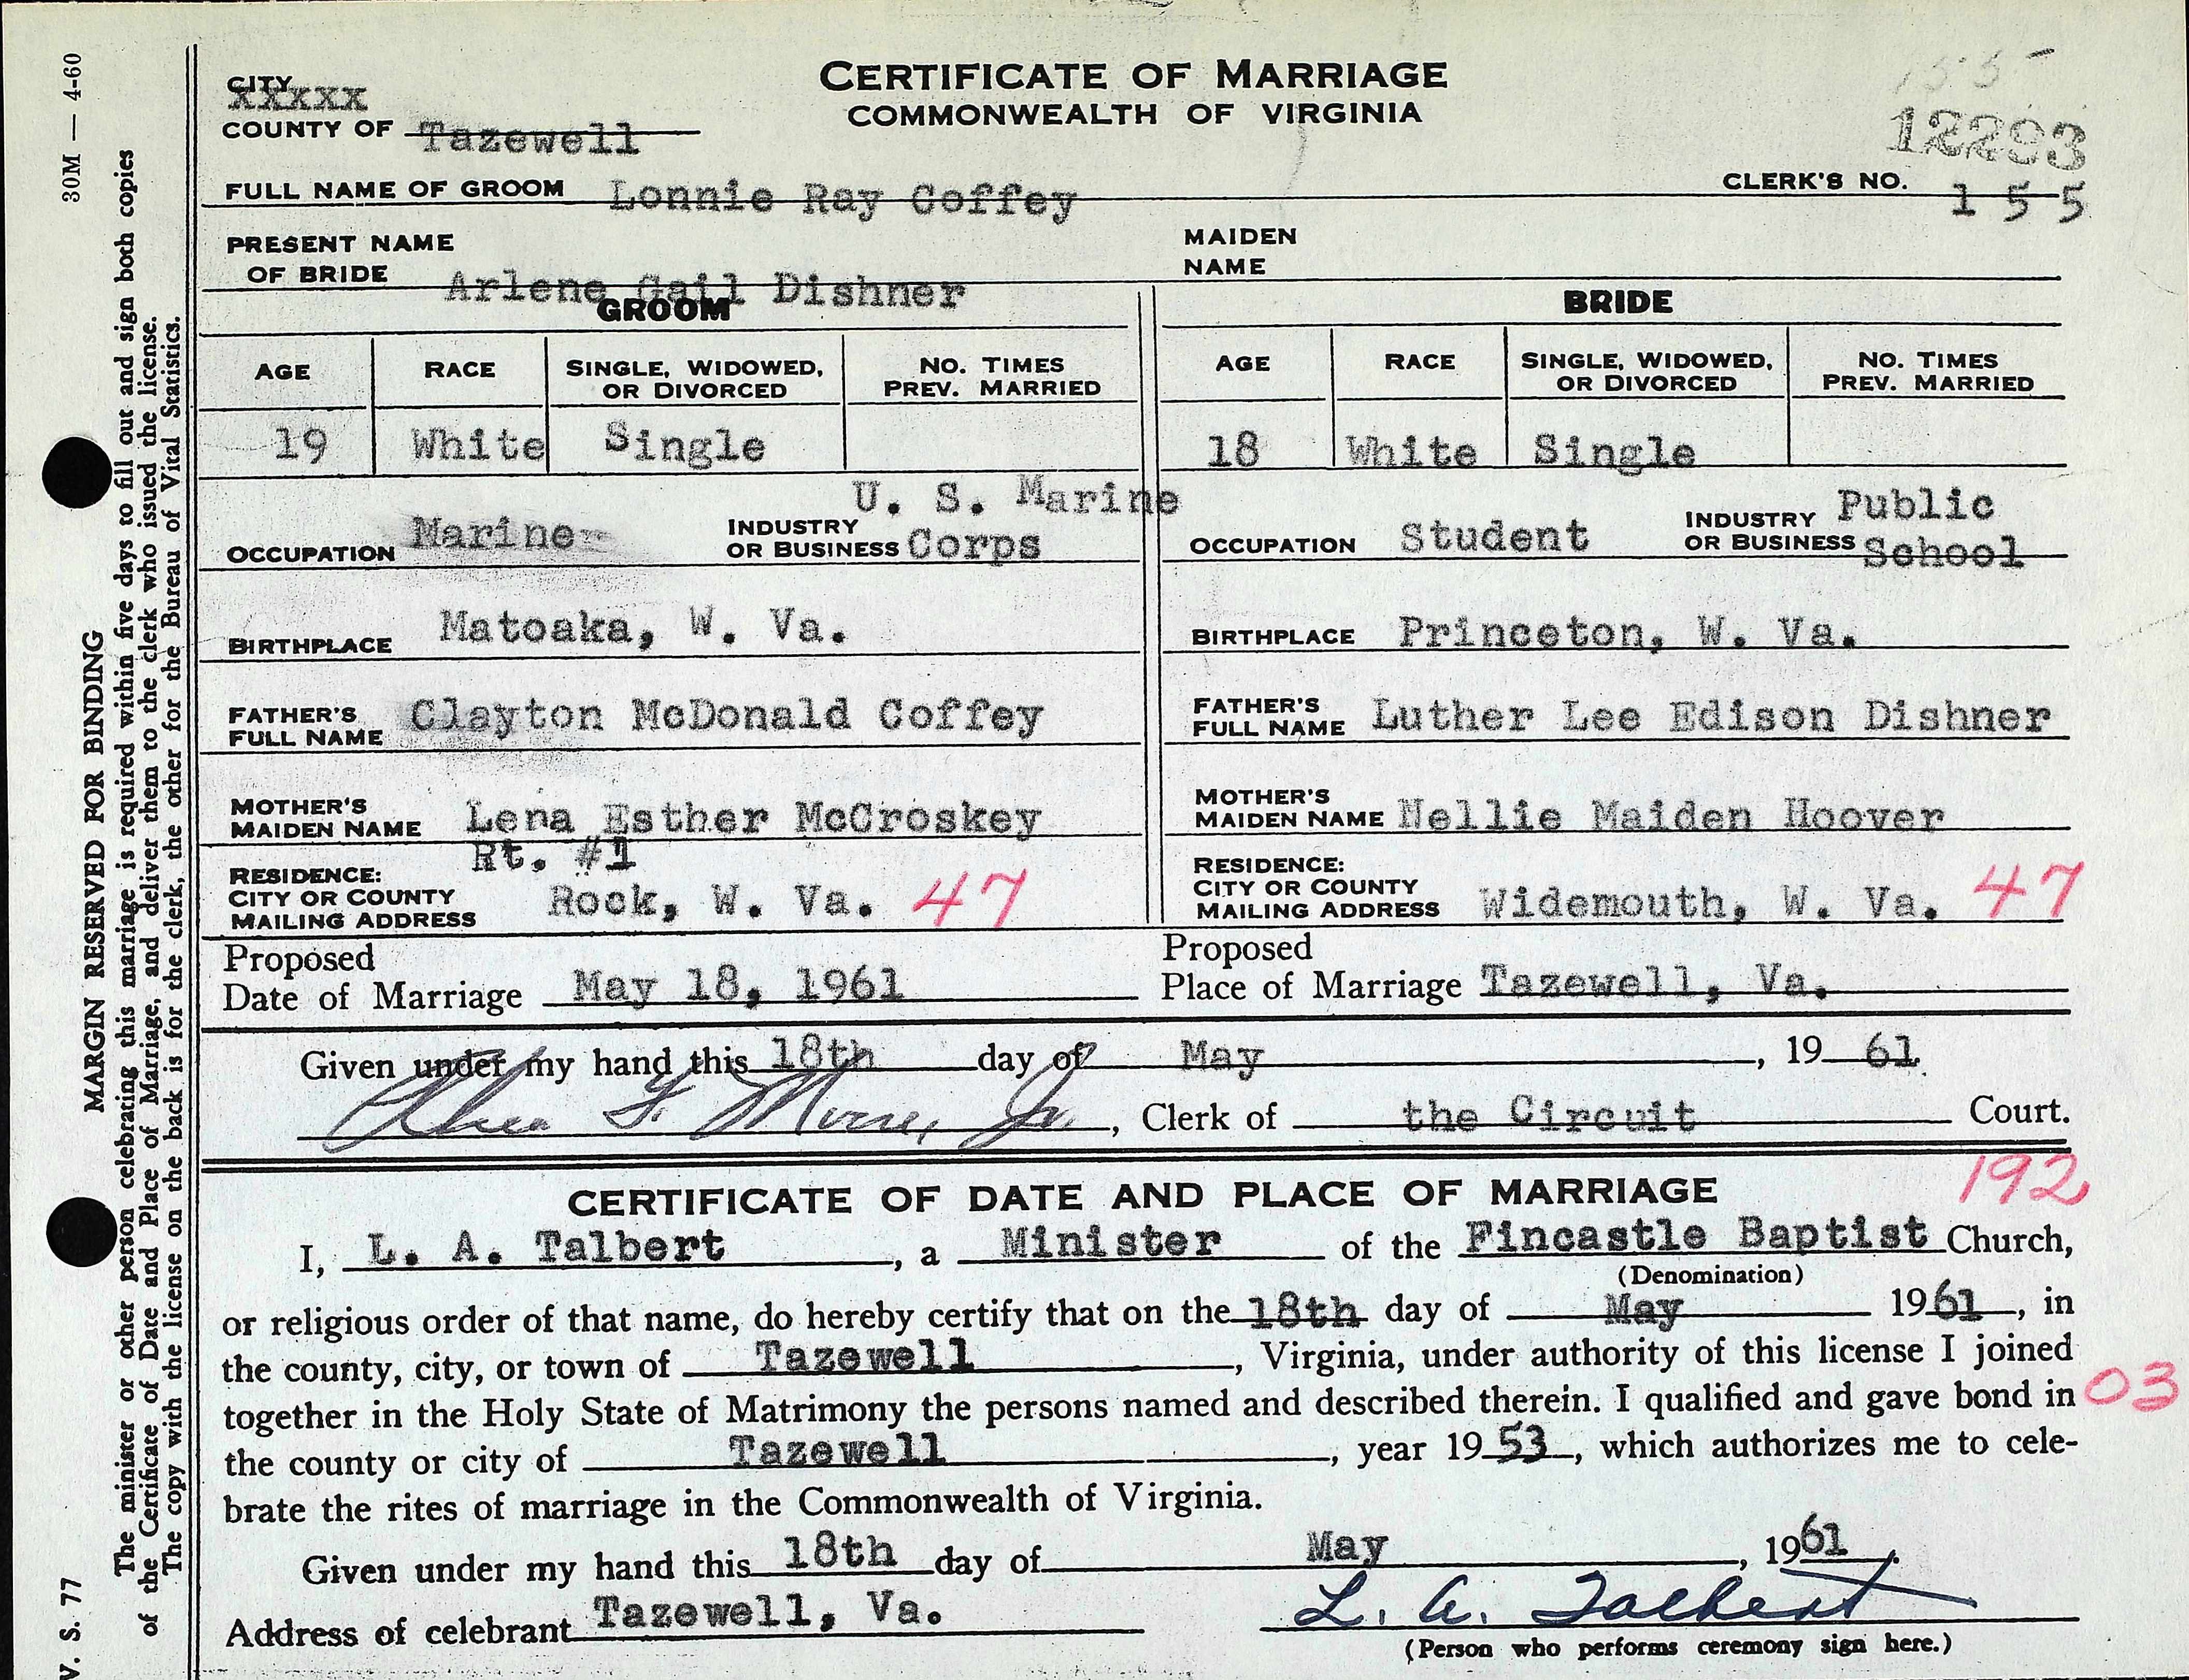 30M — 4-60
MARGIN RESERVED FOR BINDING
The minister or other person celebrating this marriage is required within five days to fill out and sign both copies
of the Certificate of Date and Place of Marriage, and deliver them to the clerk who issued the license.
The copy with the license on the back is for the clerk, the other for the Bureau of Vital Statistics.
V. S. 77
CERTIFICATE OF MARRIAGE
COMMONWEALTH OF VIRGINIA
155
12293
CITY
XXXXX
COUNTY OF Tazewell
FULL NAME OF GROOM Lonnie Ray Coffey CLERK'S NO. 1 5 5
PRESENT NAME OF BRIDE Arlene Gail Dishner MAIDEN NAME
GROOM BRIDE
AGE RACE SINGLE, WIDOWED, OR DIVORCED NO. TIMES PREV. MARRIED AGE RACE SINGLE, WIDOWED, OR DIVORCED NO. TIMES PREV. MARRIED
19 White Single 18 White Single
OCCUPATION Marine INDUSTRY OR BUSINESS U. S. Marine Corps OCCUPATION Student INDUSTRY OR BUSINESS Public School
BIRTHPLACE Matoaka, W. Va. BIRTHPLACE Princeton, W. Va.
FATHER'S FULL NAME Clayton McDonald Coffey FATHER'S FULL NAME Luther Lee Edison Dishner
MOTHER'S MAIDEN NAME Lena Esther McCroskey MOTHER'S MAIDEN NAME Nellie Maiden Hoover
RESIDENCE: CITY OR COUNTY MAILING ADDRESS Rt. #1 Rock, W. Va. 47 RESIDENCE: CITY OR COUNTY MAILING ADDRESS Widemouth, W. Va. 47
Proposed Date of Marriage May 18, 1961 Proposed Place of Marriage Tazewell, Va.
Given under my hand this 18th day of May, 19 61.
F. Moore, Jr., Clerk of the Circuit Court.
CERTIFICATE OF DATE AND PLACE OF MARRIAGE 192
I, L. A. Talbert, a Minister of the Fincastle Baptist Church,
(Denomination)
or religious order of that name, do hereby certify that on the 18th day of May 1961, in
the county, city, or town of Tazewell, Virginia, under authority of this license I joined
together in the Holy State of Matrimony the persons named and described therein. I qualified and gave bond in 03
the county or city of Tazewell, year 19 53, which authorizes me to cele-
brate the rites of marriage in the Commonwealth of Virginia.
Given under my hand this 18th day of May, 1961.
Address of celebrant Tazewell, Va. L. A. Talbert
(Person who performs ceremony sign here.)